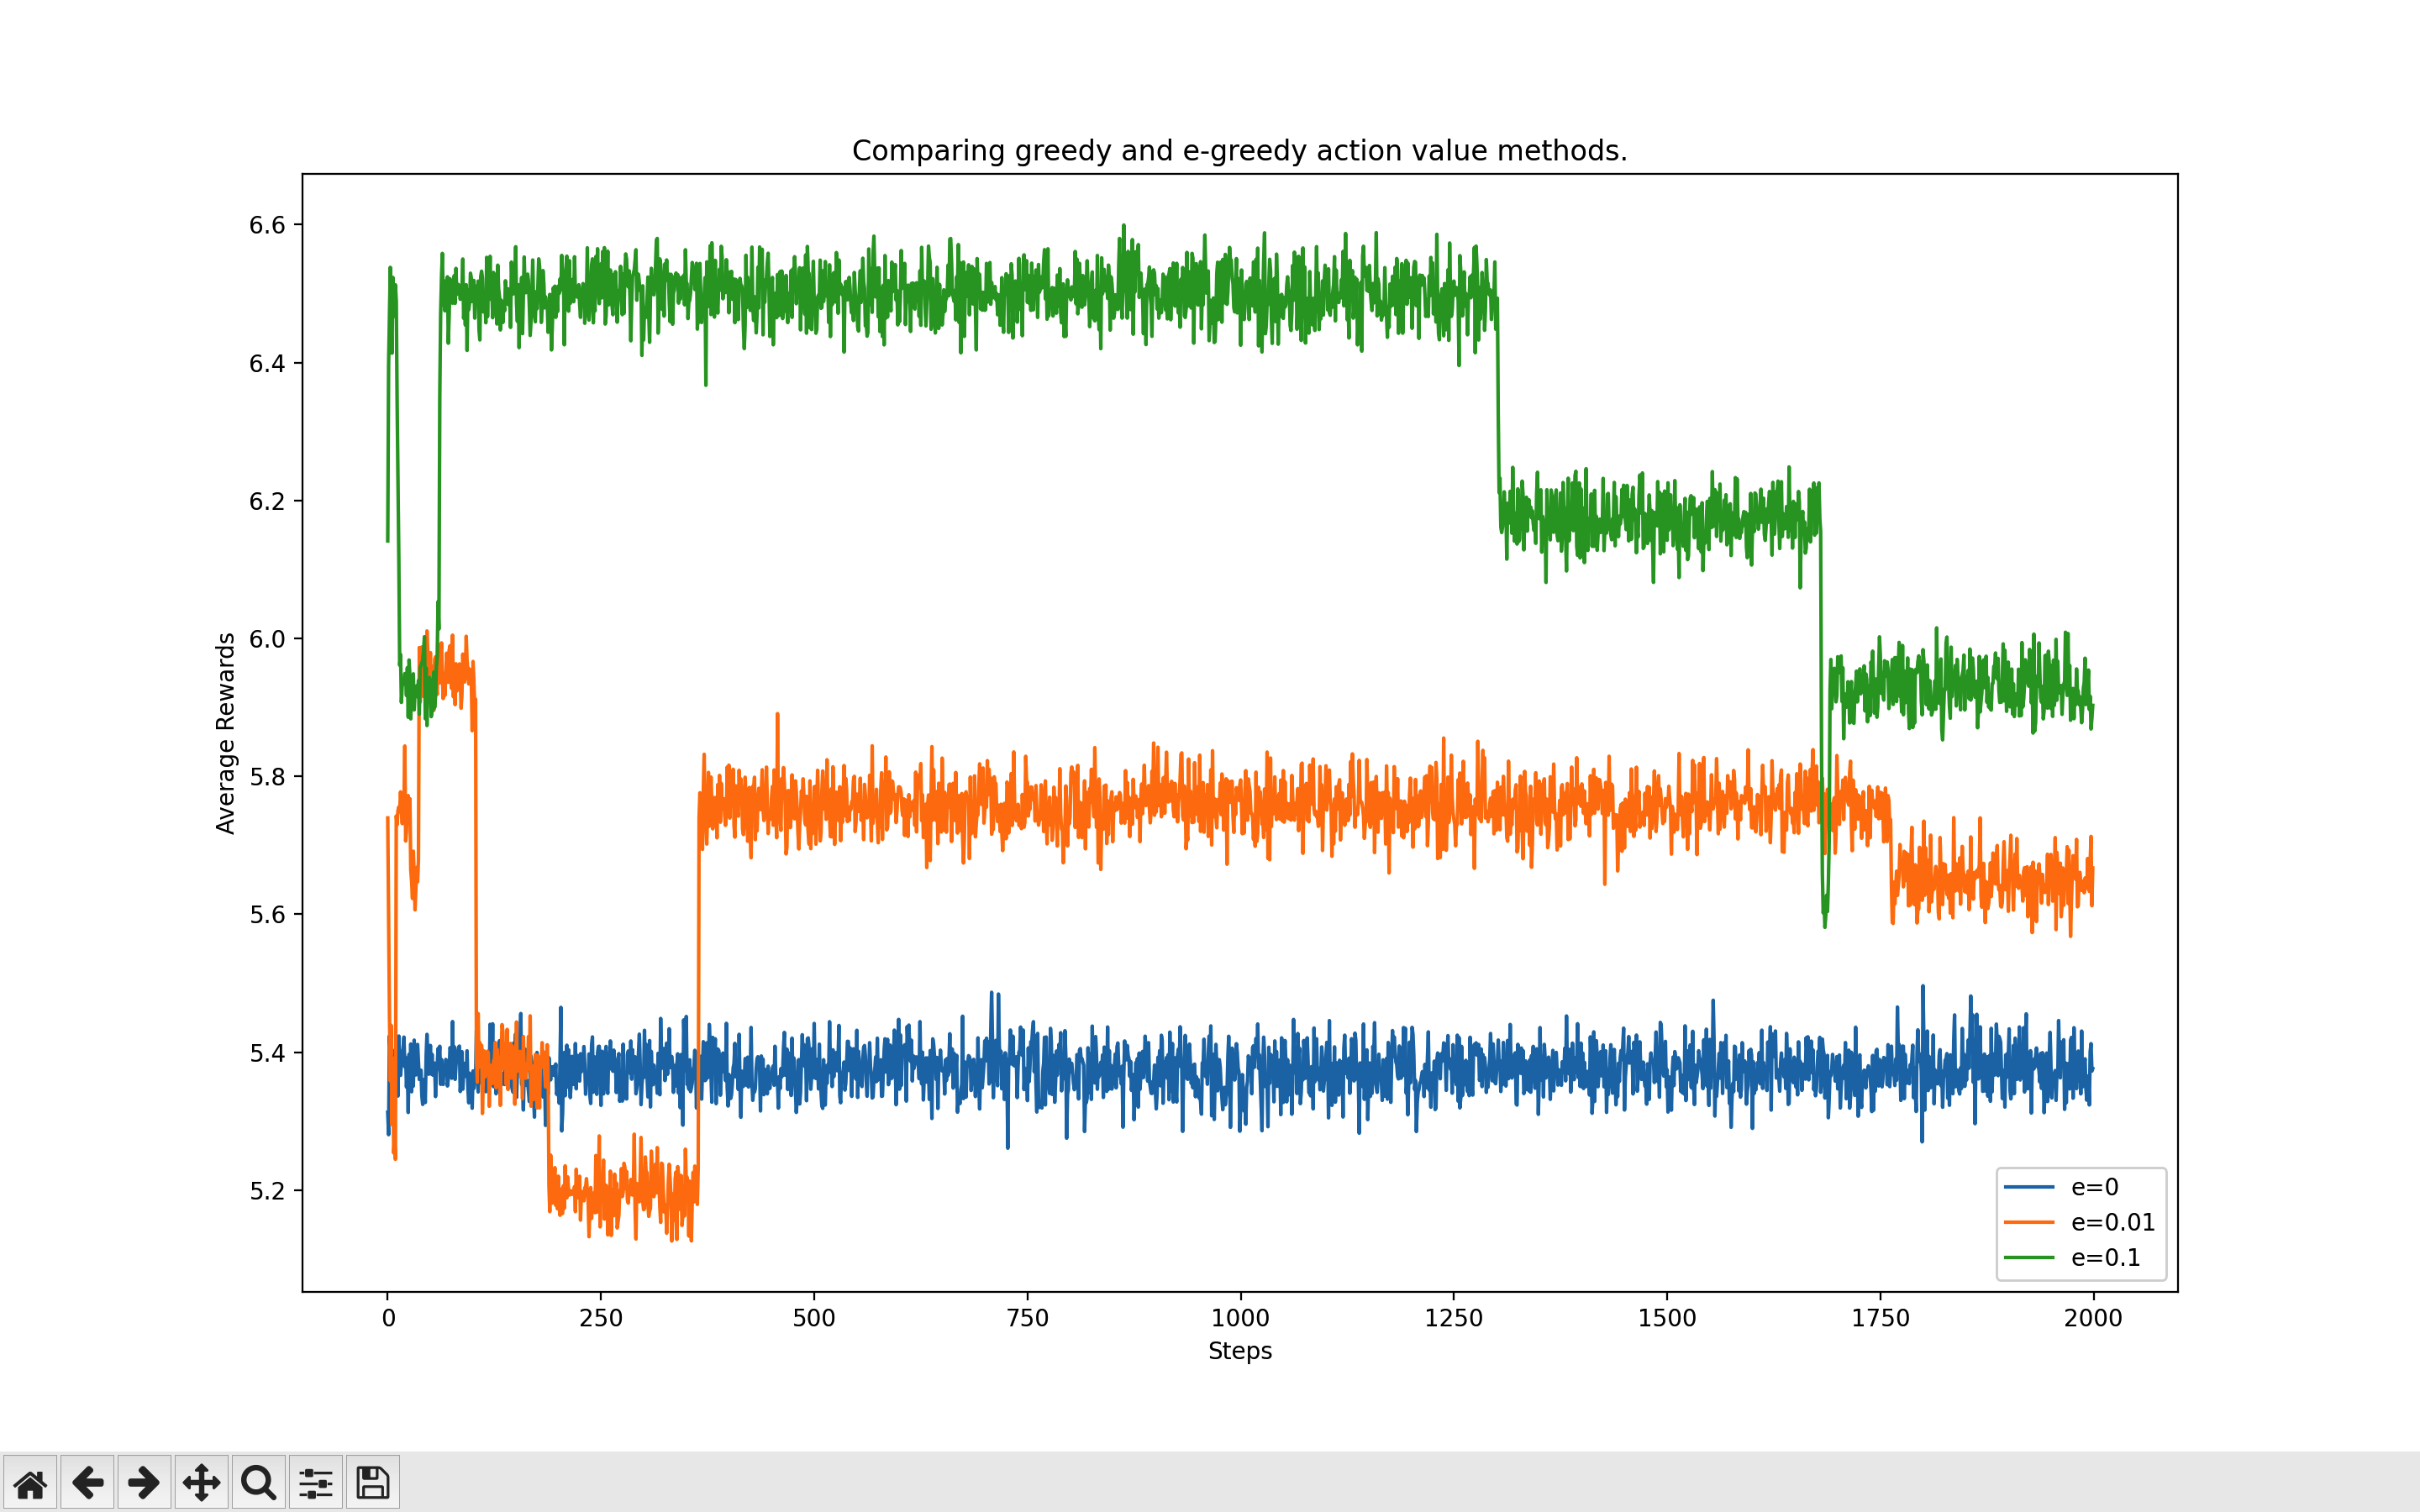 Comparing greedy and e-greedy action value methods.
6.6
6.4
6.2
6.0
5.8
5.6
5.4
5.2
Average Rewards
0 250 500 750 1000 1250 1500 1750 2000
Steps
e=0
e=0.01
e=0.1